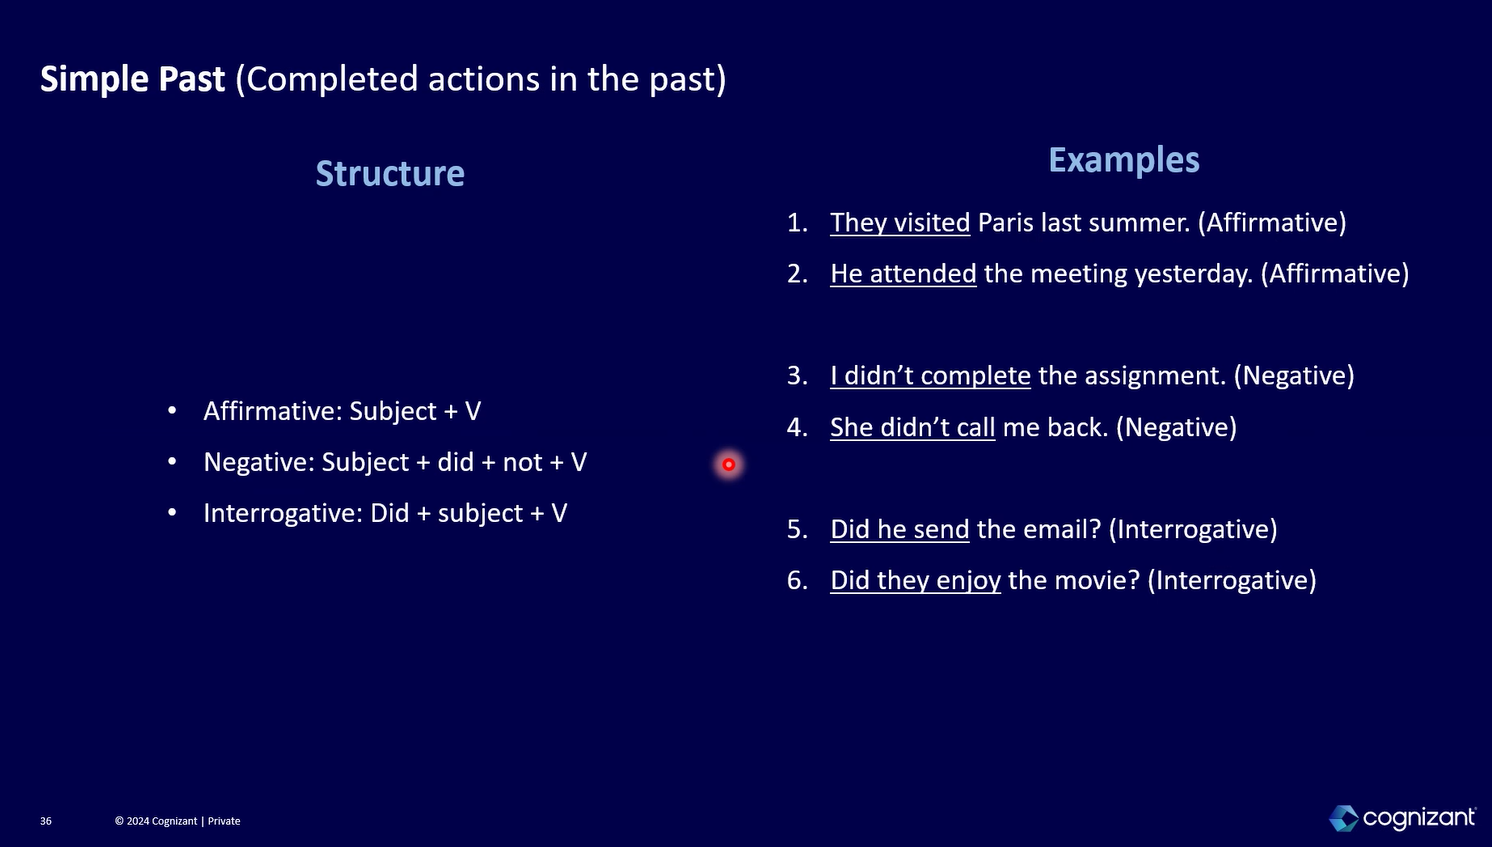 Simple Past (Completed actions in the past)
Structure
• Affirmative: Subject + V
• Negative: Subject + did + not + V
• Interrogative: Did + subject + V
Examples
1. They visited Paris last summer. (Affirmative)
2. He attended the meeting yesterday. (Affirmative)
3. I didn’t complete the assignment. (Negative)
4. She didn’t call me back. (Negative)
5. Did he send the email? (Interrogative)
6. Did they enjoy the movie? (Interrogative)
36 © 2024 Cognizant | Private
cognizant